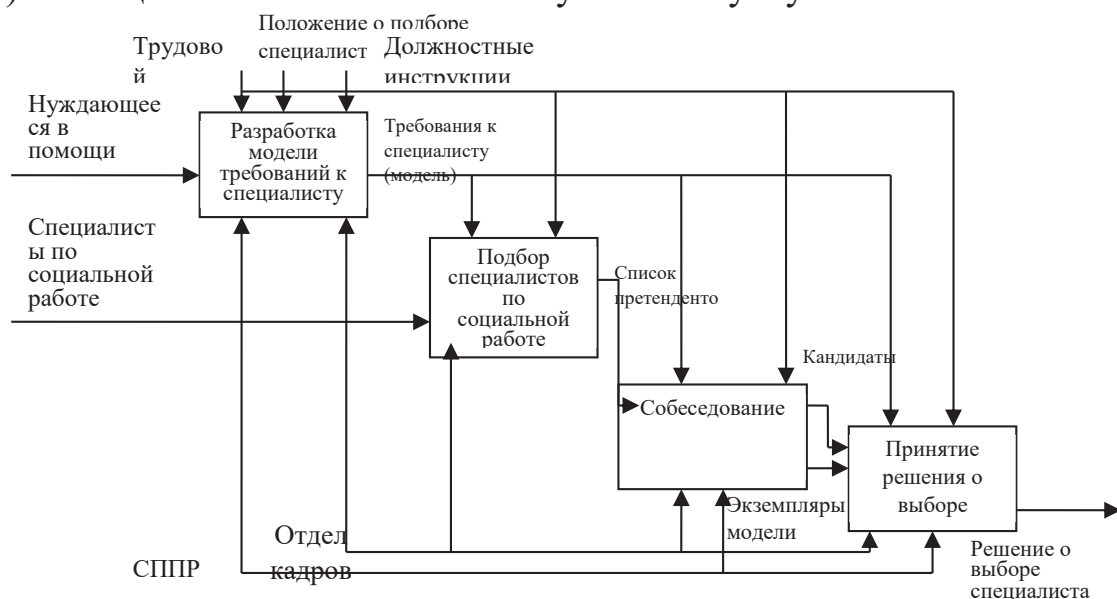 Положение о подборе
специалист
Трудово
й
Должностные
инструкции
Нуждающее
ся в
помощи
Разработка
модели
требований к
специалисту
Требования к
специалисту
(модель)
Специалист
ы по
социальной
работе
Подбор
специалистов
по
социальной
работе
Список
претенденто
Кандидаты
Собеседование
Принятие
решения о
выборе
Экземпляры
модели
Отдел
кадров
СППР
Решение о
выборе
специалиста